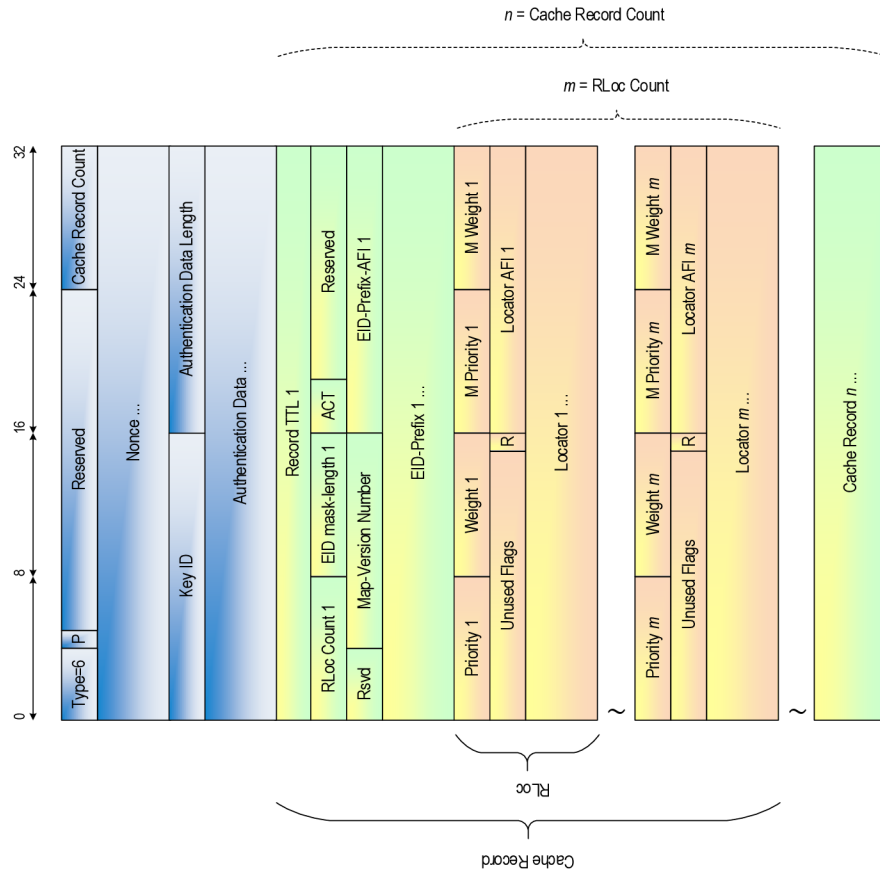 0 8 16 24 32
Type=6 P Reserved Cache Record Count
Nonce ...
Key ID Authentication Data Length
Authentication Data ...
Record TTL 1
RLoc Count 1 EID mask-length 1 ACT Reserved
Rsvd Map-Version Number EID-Prefix-AFI 1
EID-Prefix 1 ...
Priority 1 Weight 1 M Priority 1 M Weight 1
Unused Flags R Locator AFI 1
Locator 1 ...
~
Priority m Weight m M Priority m M Weight m
Unused Flags R Locator AFI m
Locator m ...
~
Cache Record n ...
RLoc
Cache Record
m = RLoc Count
n = Cache Record Count